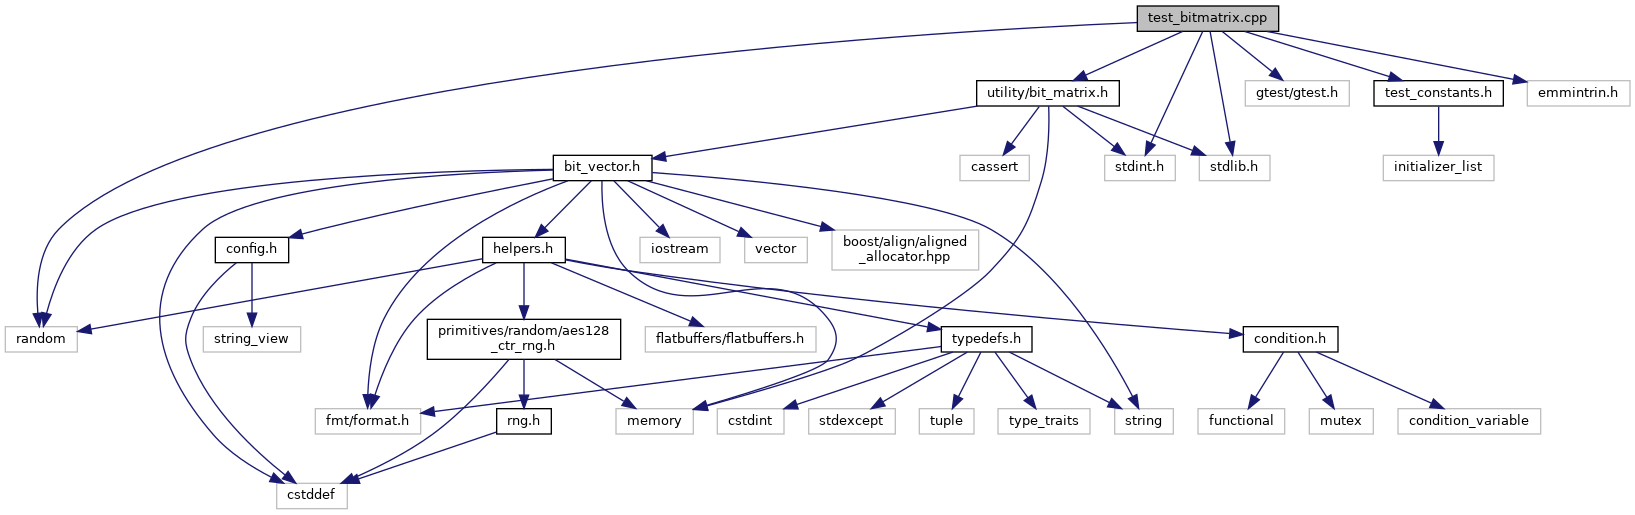 test_bitmatrix.cpp
utility/bit_matrix.h
gtest/gtest.h
test_constants.h
emmintrin.h
bit_vector.h
cassert
stdint.h
stdlib.h
initializer_list
config.h
helpers.h
iostream
vector
boost/align/aligned
_allocator.hpp
random
string_view
primitives/random/aes128
_ctr_rng.h
flatbuffers/flatbuffers.h
typedefs.h
condition.h
fmt/format.h
rng.h
memory
cstdint
stdexcept
tuple
type_traits
string
functional
mutex
condition_variable
cstddef